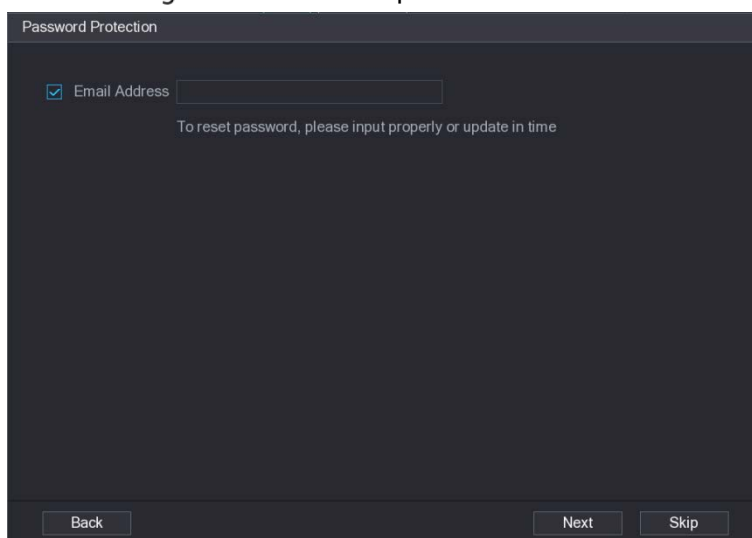 Password Protection
Email Address
To reset password, please input properly or update in time
Back Next Skip